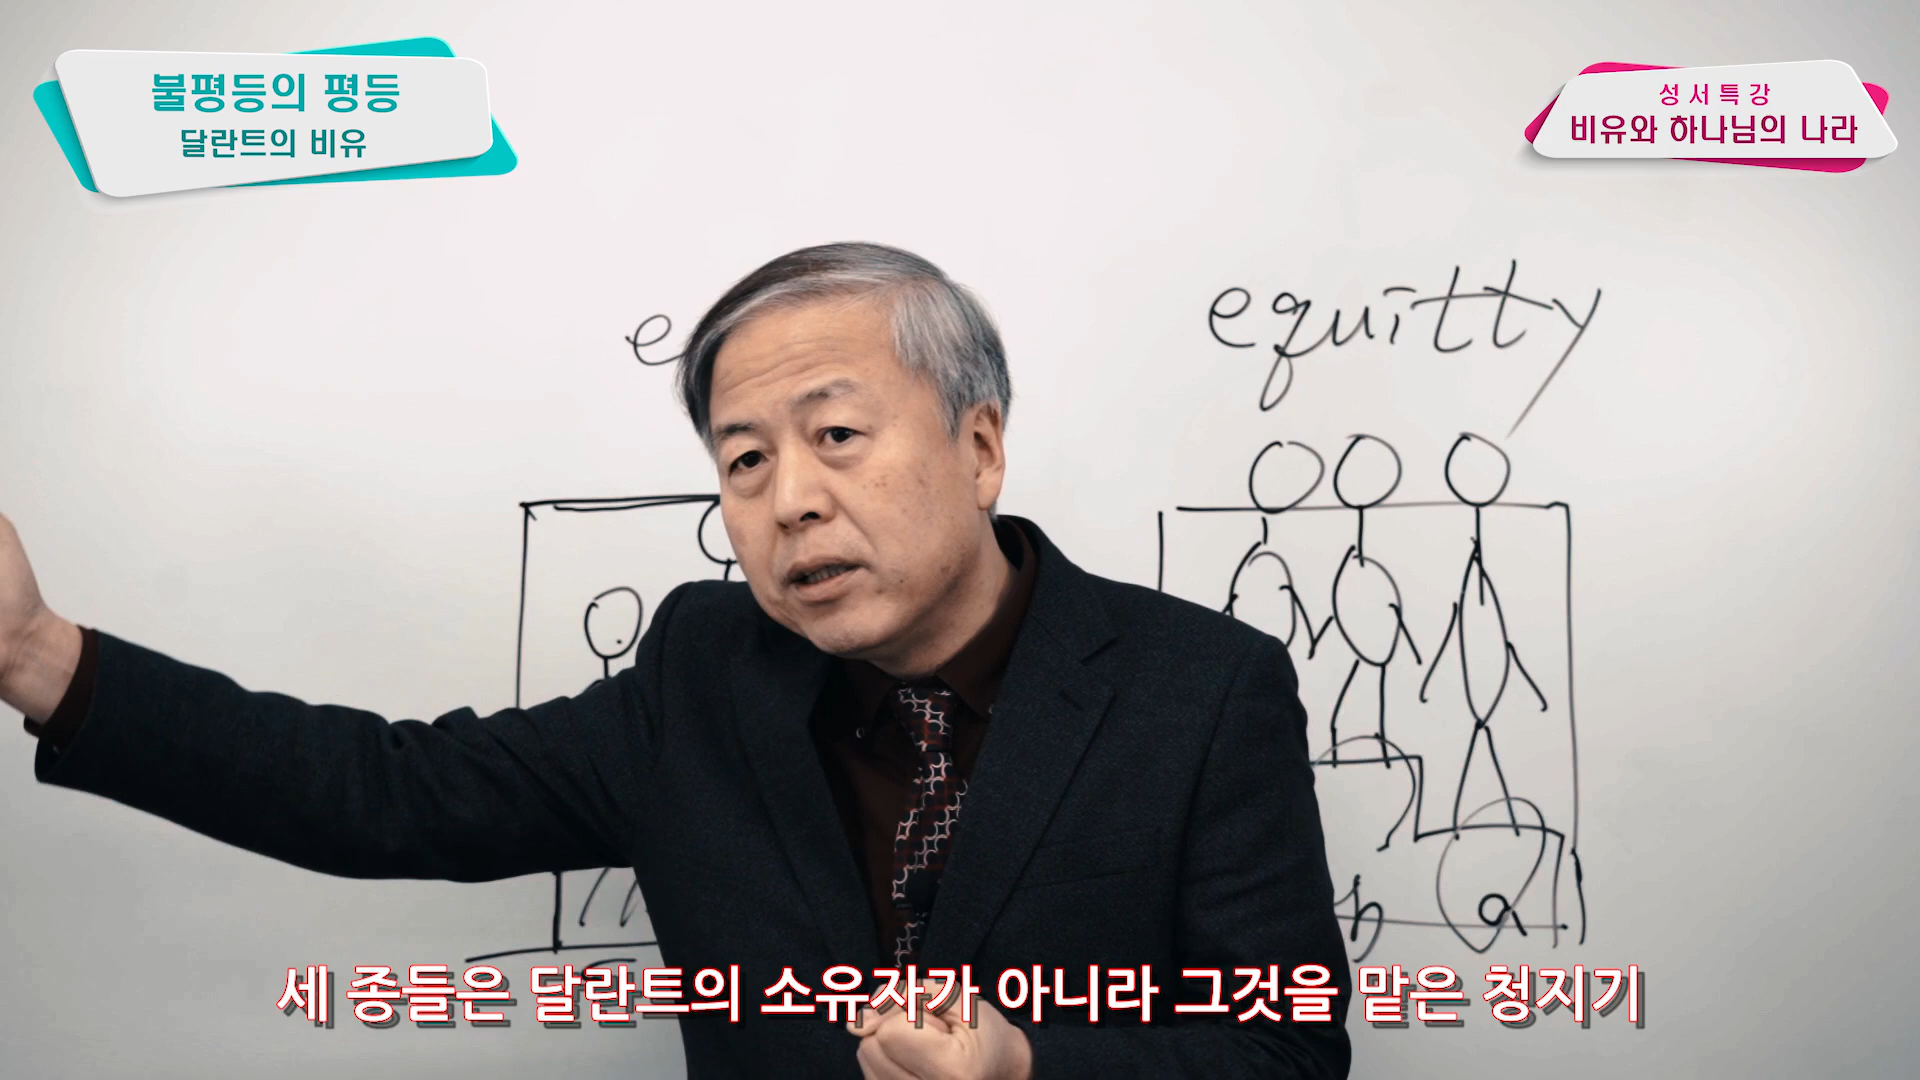 불평등의 평등
달란트의 비유
성서특강
비유와 하나님의 나라
e
equitty
b
a
세 종들은 달란트의 소유자가 아니라 그것을 맡은 청지기